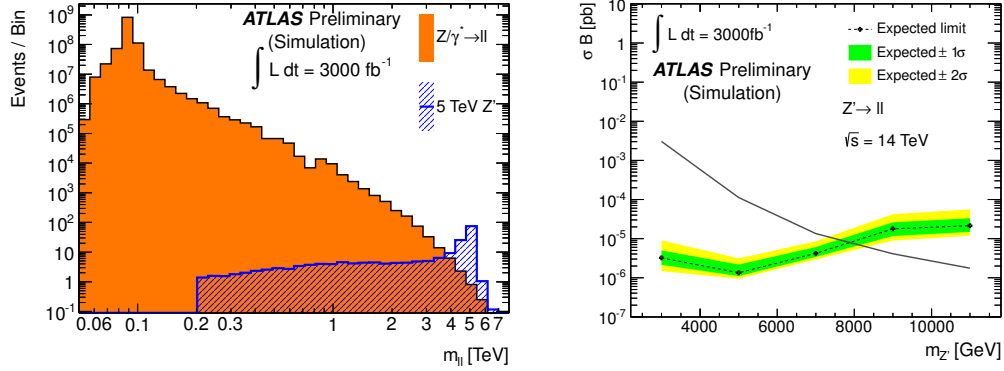 ATLAS Preliminary
(Simulation)
∫ L dt = 3000 fb⁻¹
Z/γ*→ll
5 TeV Z'
Events / Bin
10⁹
10⁸
10⁷
10⁶
10⁵
10⁴
10³
10²
10
1
10⁻¹
0.06 0.1 0.2 0.3 1 2 3 4 5 6 7
m_ll [TeV]
∫ L dt = 3000fb⁻¹
ATLAS Preliminary
(Simulation)
Expected limit
Expected ± 1σ
Expected ± 2σ
Z'→ ll
√s = 14 TeV
σ B [pb]
10
1
10⁻¹
10⁻²
10⁻³
10⁻⁴
10⁻⁵
10⁻⁶
10⁻⁷
4000 6000 8000 10000
m_Z' [GeV]